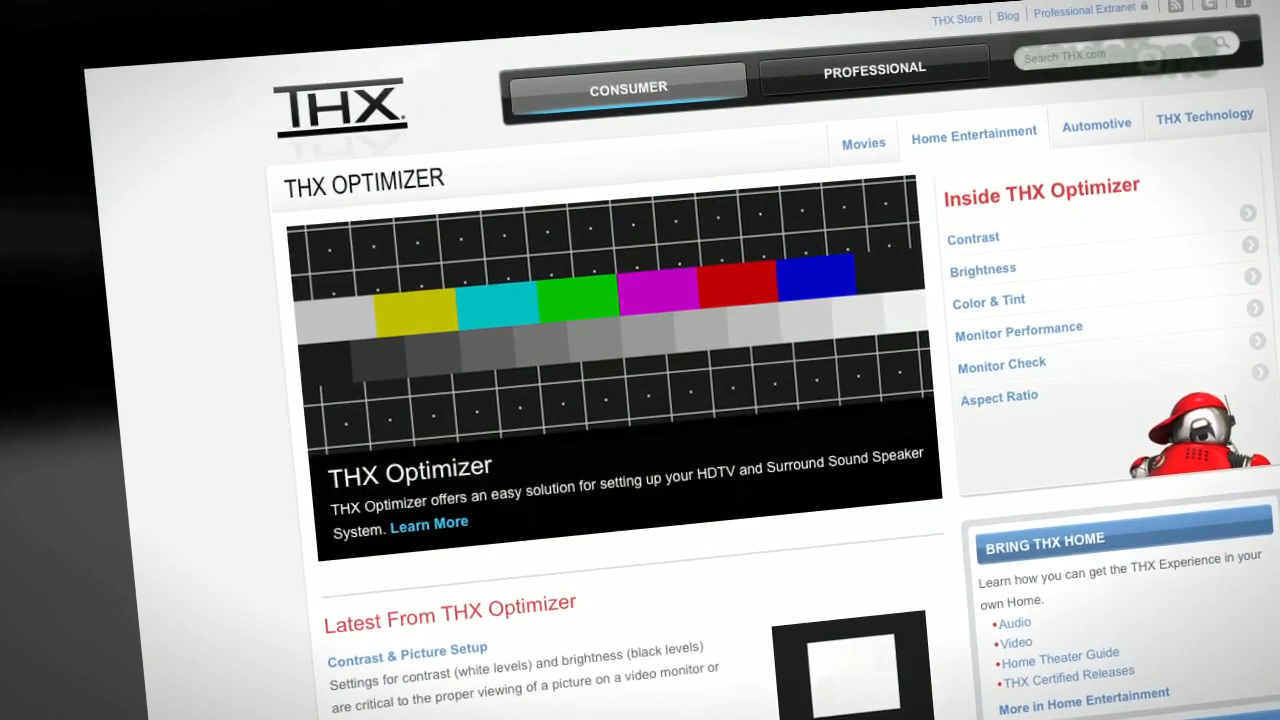 THX Store | Blog | Professional Extranet
THX
CONSUMER
PROFESSIONAL
Search THX.com
Movies
Home Entertainment
Automotive
THX Technology
THX OPTIMIZER
Inside THX Optimizer
Contrast
Brightness
Color & Tint
Monitor Performance
Monitor Check
Aspect Ratio
THX Optimizer
THX Optimizer offers an easy solution for setting up your HDTV and Surround Sound Speaker
System. Learn More
BRING THX HOME
Learn how you can get the THX Experience in your
own Home.
•Audio
•Video
•Home Theater Guide
•THX Certified Releases
More in Home Entertainment
Latest From THX Optimizer
Contrast & Picture Setup
Settings for contrast (white levels) and brightness (black levels)
are critical to the proper viewing of a picture on a video monitor or